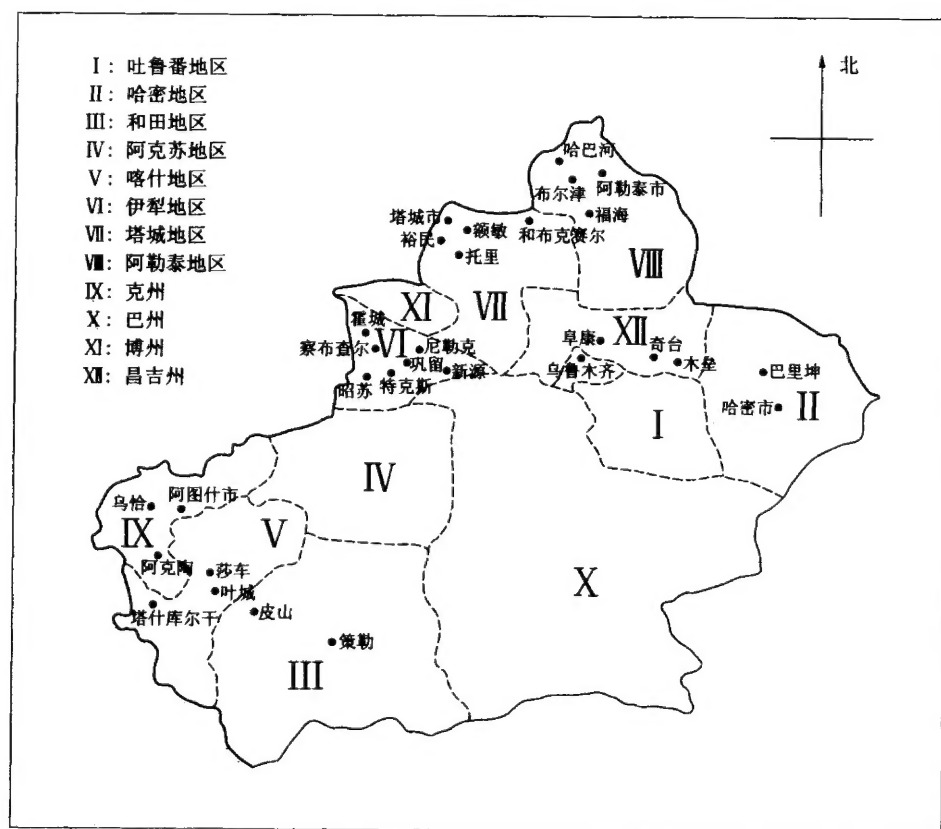 Ⅰ: 吐鲁番地区
Ⅱ: 哈密地区
Ⅲ: 和田地区
Ⅳ: 阿克苏地区
Ⅴ: 喀什地区
Ⅵ: 伊犁地区
Ⅶ: 塔城地区
Ⅷ: 阿勒泰地区
Ⅸ: 克州
Ⅹ: 巴州
Ⅺ: 博州
Ⅻ: 昌吉州
北
哈巴河
布尔津
阿勒泰市
福海
塔城市
额敏
和布克赛尔
裕民
托里
Ⅷ
Ⅶ
Ⅺ
霍城
Ⅵ
察布查尔
尼勒克
巩留
新源
昭苏
特克斯
Ⅻ
阜康
奇台
乌鲁木齐
木垒
巴里坤
哈密市
Ⅱ
Ⅰ
Ⅳ
乌恰
阿图什市
Ⅸ
Ⅴ
阿克陶
莎车
叶城
塔什库尔干
皮山
策勒
Ⅲ
Ⅹ